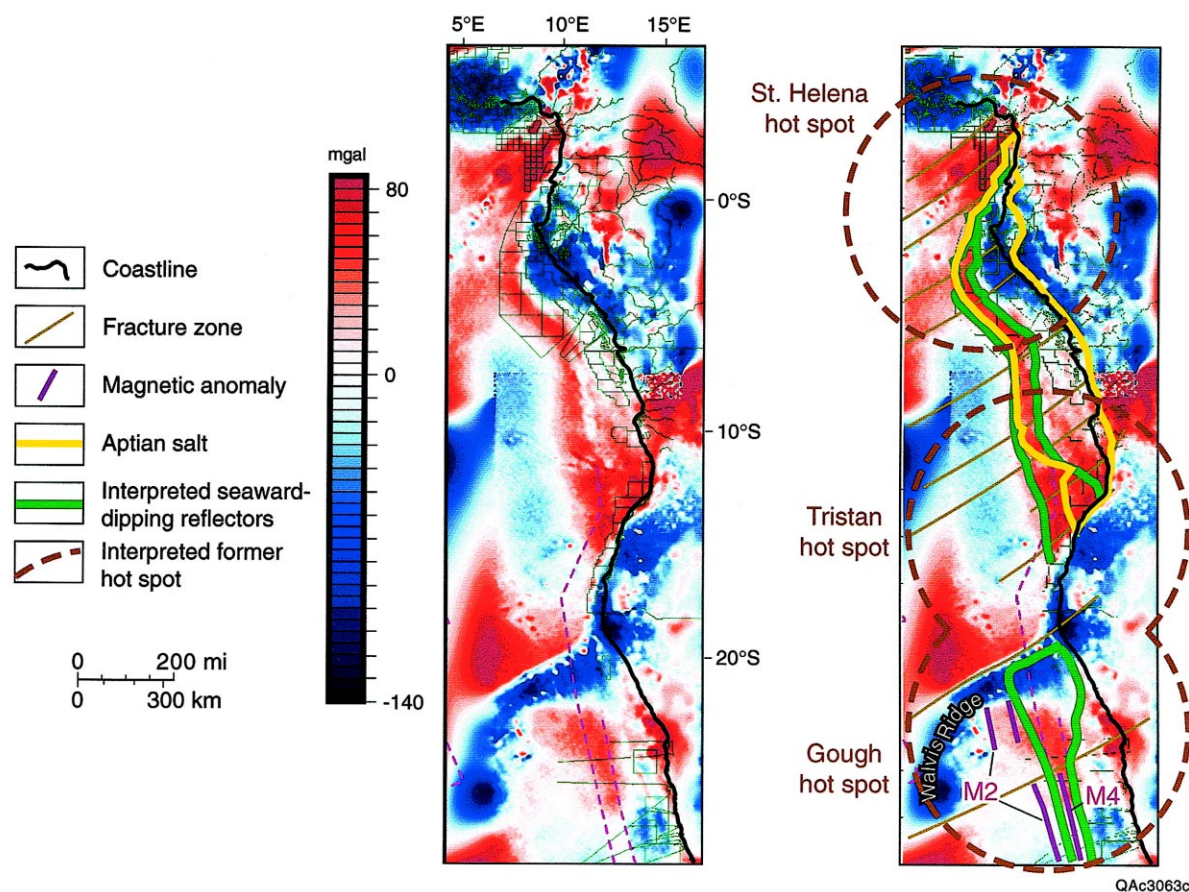 5°E 10°E 15°E
St. Helena
hot spot
mgal
80
0
-140
0°S
10°S
20°S
Coastline
Fracture zone
Magnetic anomaly
Aptian salt
Interpreted seaward-
dipping reflectors
Interpreted former
hot spot
0 200 mi
0 300 km
Tristan
hot spot
Gough
hot spot
Walvis Ridge
M2
M4
QAc3063c